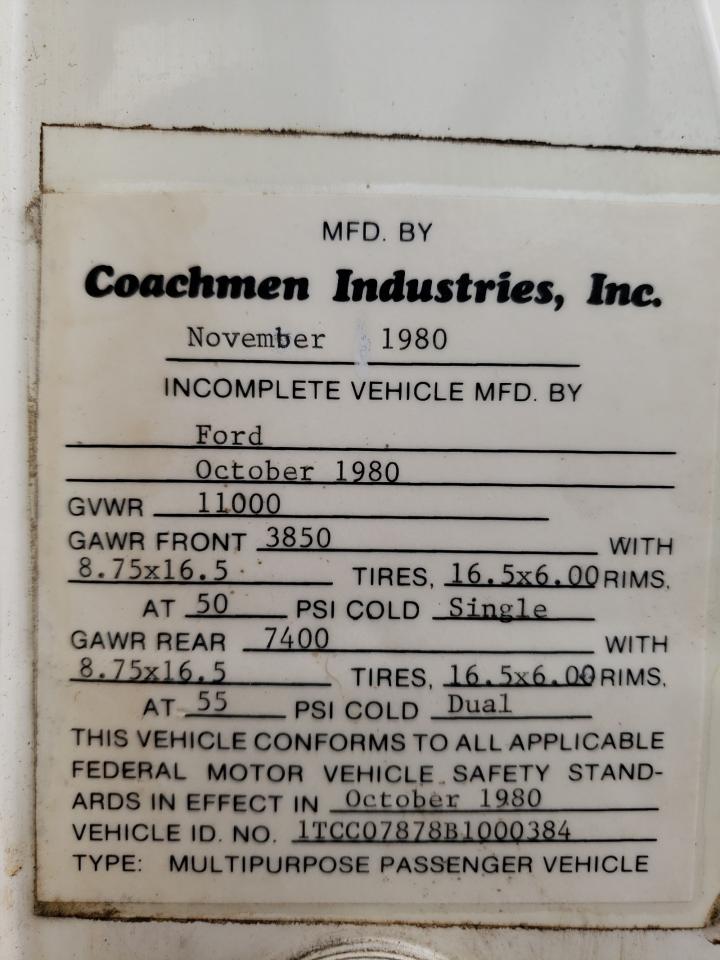 MFD. BY
Coachmen Industries, Inc.
November 1980
INCOMPLETE VEHICLE MFD. BY
Ford
October 1980
GVWR 11000
GAWR FRONT 3850 WITH
8.75x16.5 TIRES, 16.5x6.00 RIMS.
AT 50 PSI COLD Single
GAWR REAR 7400 WITH
8.75x16.5 TIRES, 16.5x6.00 RIMS.
AT 55 PSI COLD Dual
THIS VEHICLE CONFORMS TO ALL APPLICABLE
FEDERAL MOTOR VEHICLE SAFETY STAND-
ARDS IN EFFECT IN October 1980
VEHICLE ID. NO. 1TCC07878B1000384
TYPE: MULTIPURPOSE PASSENGER VEHICLE